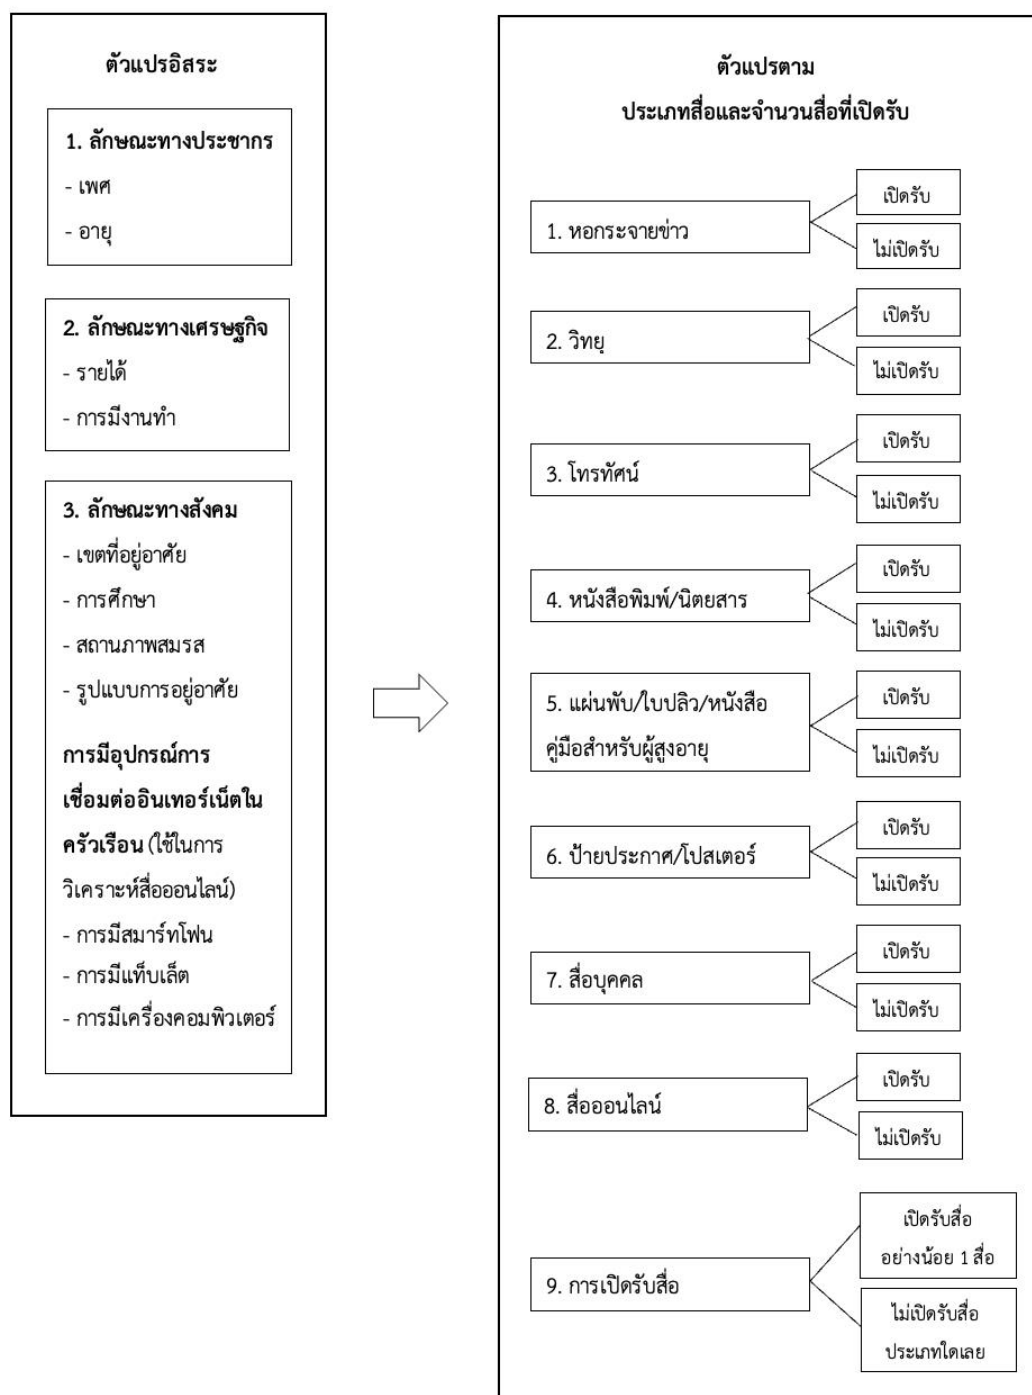 ตัวแปรอิสระ
1. ลักษณะทางประชากร
- เพศ
- อายุ
2. ลักษณะทางเศรษฐกิจ
- รายได้
- การมีงานทำ
3. ลักษณะทางสังคม
- เขตที่อยู่อาศัย
- การศึกษา
- สถานภาพสมรส
- รูปแบบการอยู่อาศัย
การมีอุปกรณ์การ
เชื่อมต่ออินเทอร์เน็ตใน
ครัวเรือน (ใช้ในการ
วิเคราะห์สื่อออนไลน์)
- การมีสมาร์ทโฟน
- การมีแท็บเล็ต
- การมีเครื่องคอมพิวเตอร์
ตัวแปรตาม
ประเภทสื่อและจำนวนสื่อที่เปิดรับ
1. หอกระจายข่าว
เปิดรับ
ไม่เปิดรับ
2. วิทยุ
เปิดรับ
ไม่เปิดรับ
3. โทรทัศน์
เปิดรับ
ไม่เปิดรับ
4. หนังสือพิมพ์/นิตยสาร
เปิดรับ
ไม่เปิดรับ
5. แผ่นพับ/ใบปลิว/หนังสือ
คู่มือสำหรับผู้สูงอายุ
เปิดรับ
ไม่เปิดรับ
6. ป้ายประกาศ/โปสเตอร์
เปิดรับ
ไม่เปิดรับ
7. สื่อบุคคล
เปิดรับ
ไม่เปิดรับ
8. สื่อออนไลน์
เปิดรับ
ไม่เปิดรับ
9. การเปิดรับสื่อ
เปิดรับสื่อ
อย่างน้อย 1 สื่อ
ไม่เปิดรับสื่อ
ประเภทใดเลย